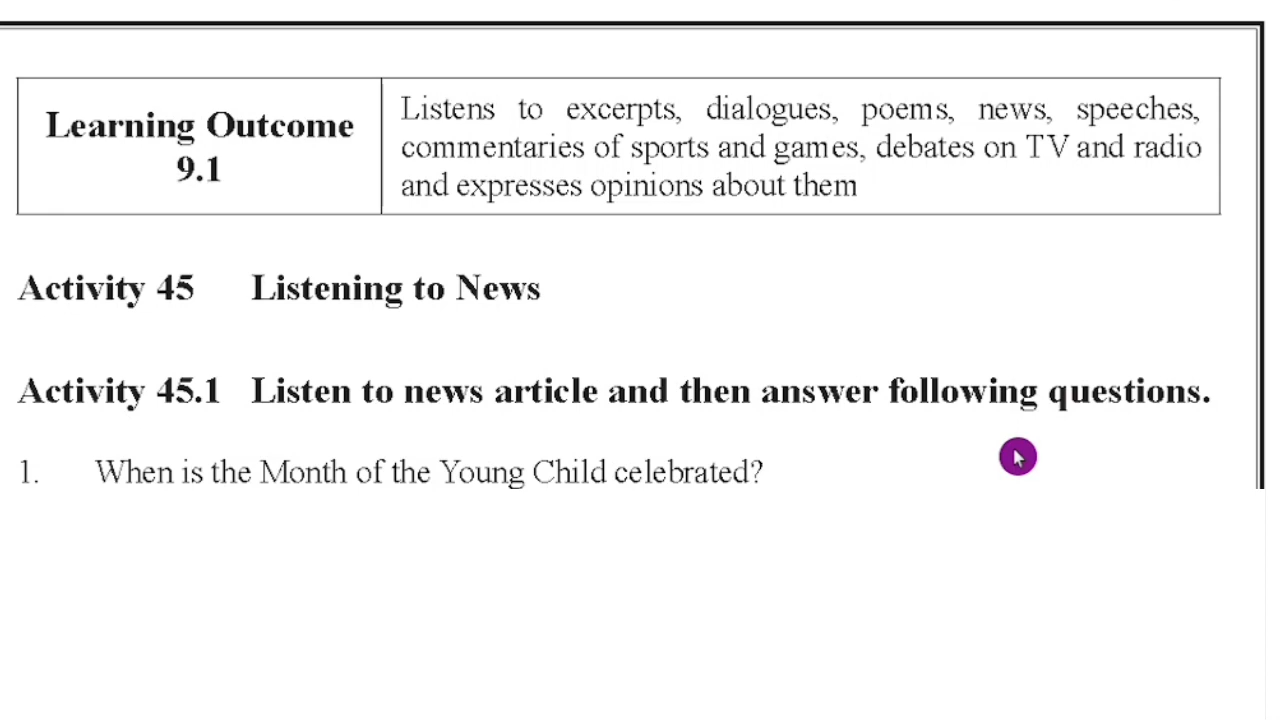 Learning Outcome
9.1
Listens to excerpts, dialogues, poems, news, speeches,
commentaries of sports and games, debates on TV and radio
and expresses opinions about them
Activity 45 Listening to News
Activity 45.1 Listen to news article and then answer following questions.
1. When is the Month of the Young Child celebrated?